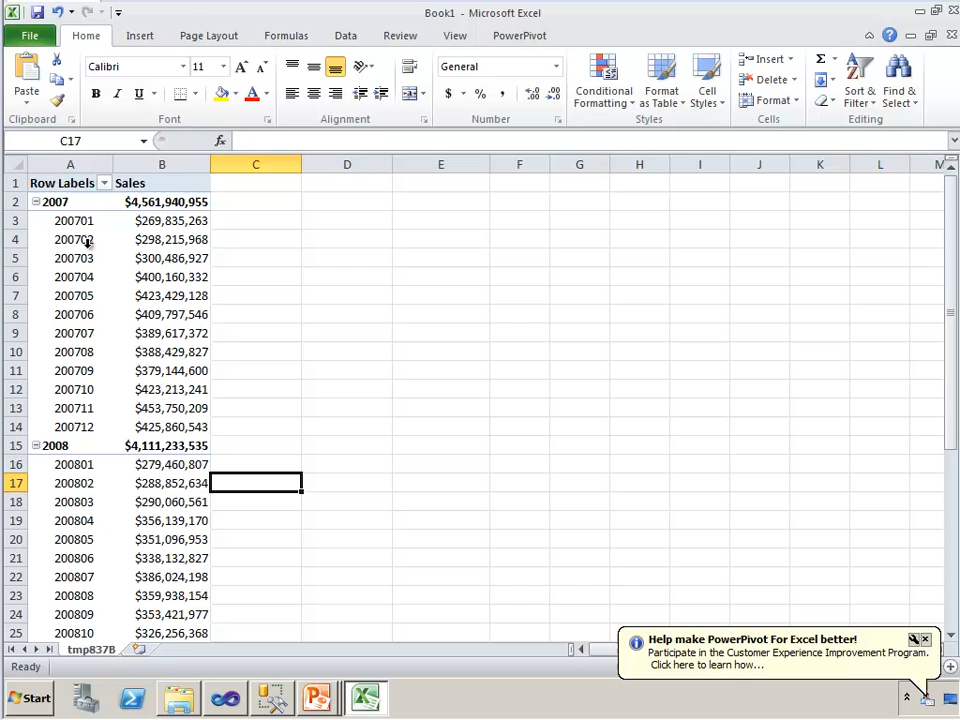 Book1 - Microsoft Excel
File Home Insert Page Layout Formulas Data Review View PowerPivot
Paste
Clipboard
Calibri 11
B I U
Font
Alignment
General
$ % ,
Number
Conditional Formatting
Format as Table
Cell Styles
Styles
Insert
Delete
Format
Cells
Σ
Sort & Filter
Find & Select
Editing
C17 fx
A B C D E F G H I J K L M
1 Row Labels Sales
2 2007 $4,561,940,955
3 200701 $269,835,263
4 200702 $298,215,968
5 200703 $300,486,927
6 200704 $400,160,332
7 200705 $423,429,128
8 200706 $409,797,546
9 200707 $389,617,372
10 200708 $388,429,827
11 200709 $379,144,600
12 200710 $423,213,241
13 200711 $453,750,209
14 200712 $425,860,543
15 2008 $4,111,233,535
16 200801 $279,460,807
17 200802 $288,852,634
18 200803 $290,060,561
19 200804 $356,139,170
20 200805 $351,096,953
21 200806 $338,132,827
22 200807 $386,024,198
23 200808 $359,938,154
24 200809 $353,421,977
25 200810 $326,256,368
tmp837B
Help make PowerPivot For Excel better!
Participate in the Customer Experience Improvement Program.
Click here to learn how...
Ready
Start